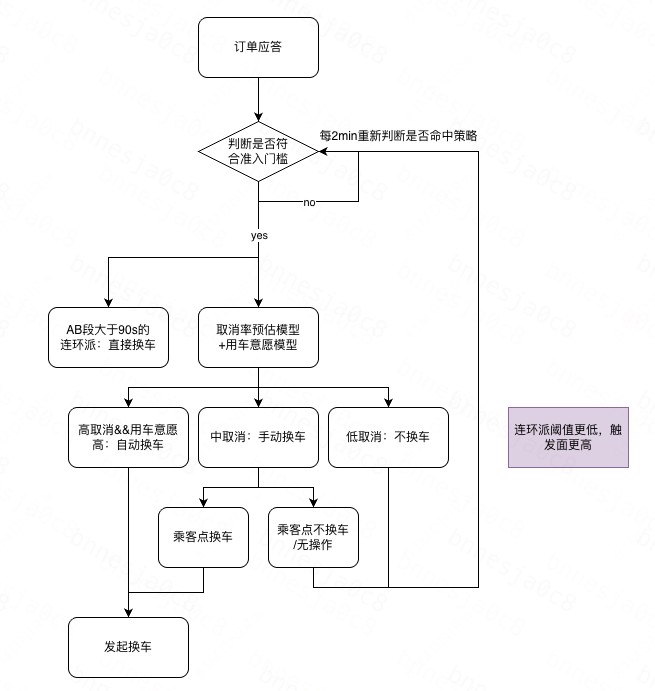 订单应答
每2min重新判断是否命中策略
判断是否符
合准入门槛
no
yes
AB段大于90s的
连环派：直接换车
取消率预估模型
+用车意愿模型
高取消&&用车意愿
高：自动换车
中取消：手动换车
低取消：不换车
连环派阈值更低，触
发面更高
乘客点换车
乘客点不换车
/无操作
发起换车